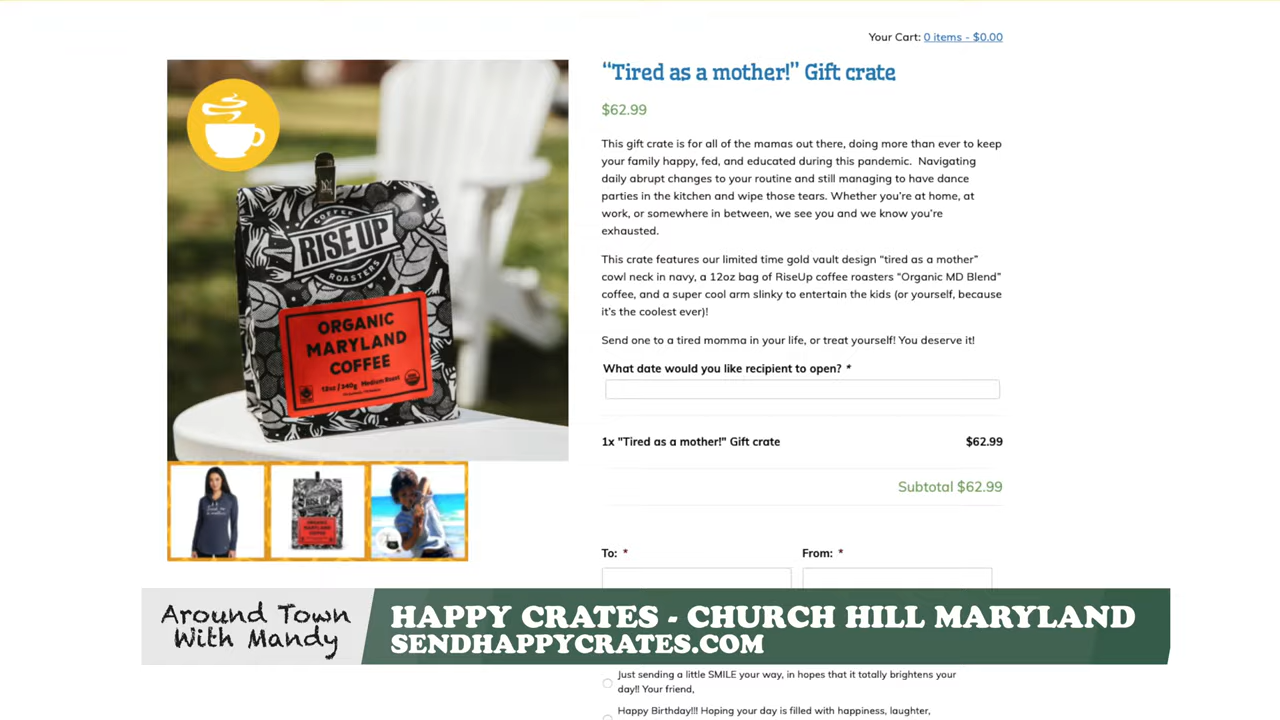 Your Cart: 0 items - $0.00
“Tired as a mother!” Gift crate
$62.99
This gift crate is for all of the mamas out there, doing more than ever to keep
your family happy, fed, and educated during this pandemic.  Navigating
daily abrupt changes to your routine and still managing to have dance
parties in the kitchen and wipe those tears. Whether you’re at home, at
work, or somewhere in between, we see you and we know you’re
exhausted.
This crate features our limited time gold vault design “tired as a mother”
cowl neck in navy, a 12oz bag of RiseUp coffee roasters “Organic MD Blend”
coffee, and a super cool arm slinky to entertain the kids (or yourself, because
it’s the coolest ever)!
Send one to a tired momma in your life, or treat yourself! You deserve it!
What date would you like recipient to open? *
1x "Tired as a mother!" Gift crate $62.99
Subtotal $62.99
To: * From: *
COFFEE
RISE UP
ROASTERS
ORGANIC
MARYLAND
COFFEE
12oz / 340g Medium Roast
RISE UP
ORGANIC
MARYLAND
COFFEE
Around Town
With Mandy
HAPPY CRATES - CHURCH HILL MARYLAND
SENDHAPPYCRATES.COM
Just sending a little SMILE your way, in hopes that it totally brightens your
day!! Your friend,
Happy Birthday!!! Hoping your day is filled with happiness, laughter,